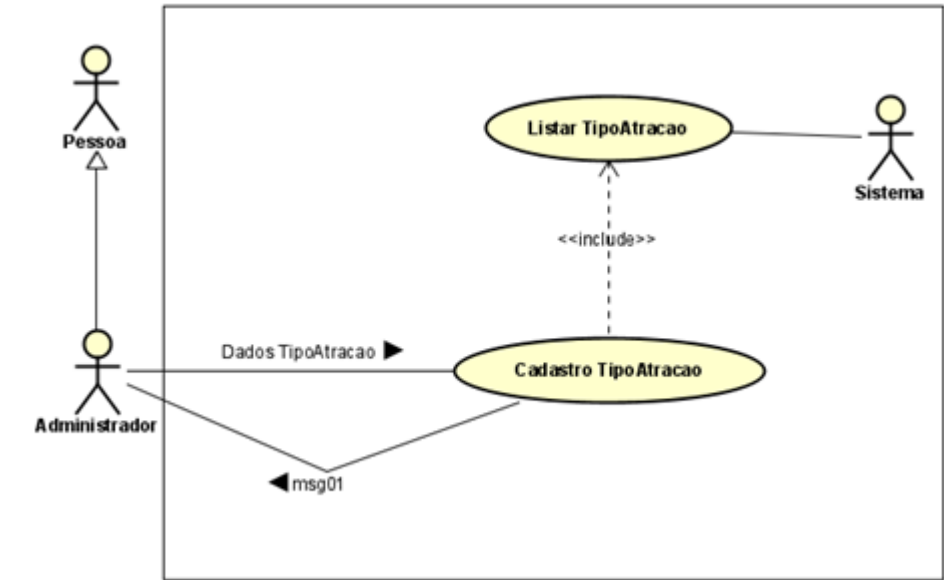 Pessoa
Listar TipoAtracao
Sistema
<<include>>
Dados TipoAtracao
Cadastro TipoAtracao
Administrador
msg01